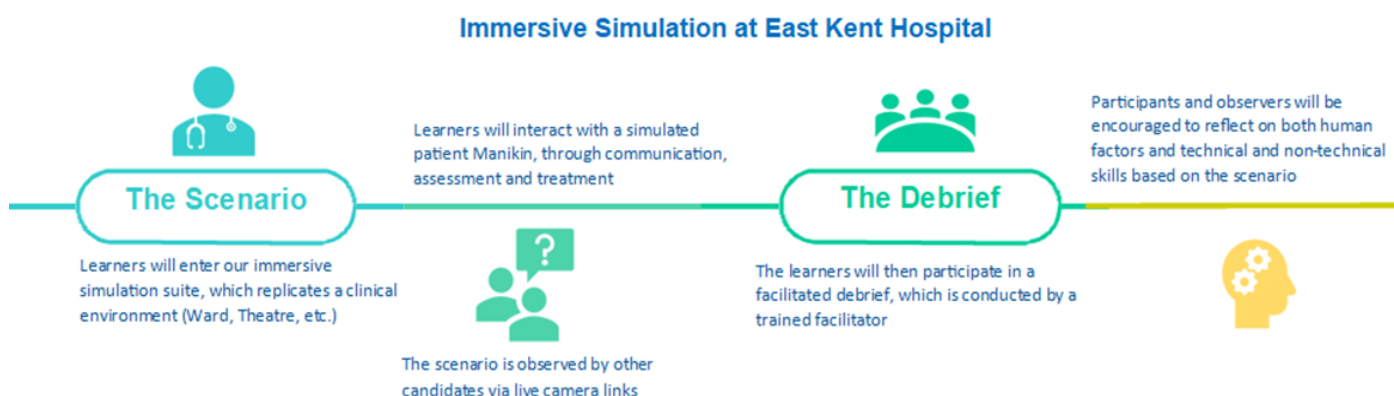 Immersive Simulation at East Kent Hospital
The Scenario
Learners will enter our immersive
simulation suite, which replicates a clinical
environment (Ward, Theatre, etc.)
Learners will interact with a simulated
patient Manikin, through communication,
assessment and treatment
?
The scenario is observed by other
candidates via live camera links
The Debrief
The learners will then participate in a
facilitated debrief, which is conducted by a
trained facilitator
Participants and observers will be
encouraged to reflect on both human
factors and technical and non-technical
skills based on the scenario